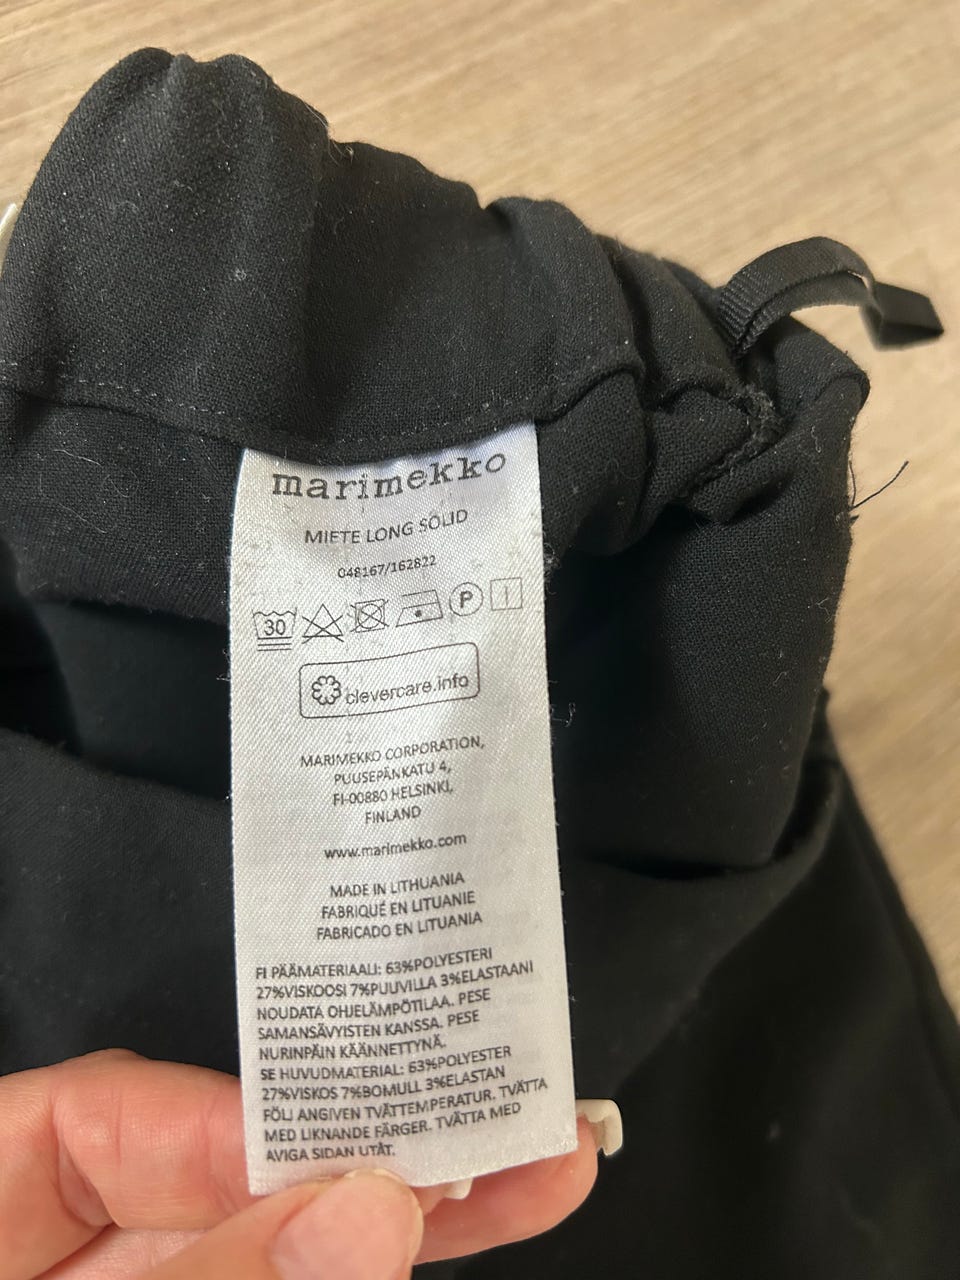 marimekko
MIETE LONG SOLID
048167/162822
30 P
clevercare.info
MARIMEKKO CORPORATION,
PUUSEPÄNKATU 4,
FI-00880 HELSINKI,
FINLAND
www.marimekko.com
MADE IN LITHUANIA
FABRIQUÉ EN LITUANIE
FABRICADO EN LITUANIA
FI PÄÄMATERIAALI: 63%POLYESTERI
27%VISKOOSI 7%PUUVILLA 3%ELASTAANI
NOUDATA OHJELÄMPÖTILAA. PESE
SAMANSÄVYISTEN KANSSA. PESE
NURINPÄIN KÄÄNNETTYNÄ.
SE HUVUDMATERIAL: 63%POLYESTER
27%VISKOS 7%BOMULL 3%ELASTAN
FÖLJ ANGIVEN TVÄTTEMPERATUR. TVÄTTA
MED LIKNANDE FÄRGER. TVÄTTA MED
AVIGA SIDAN UTÅT.